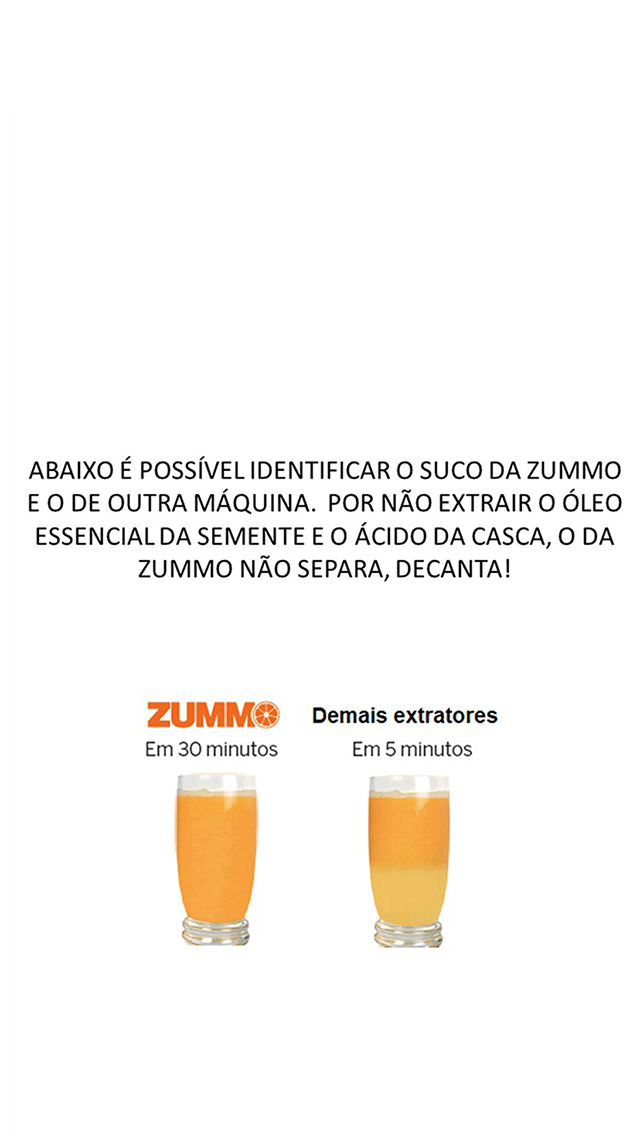 ABAIXO É POSSÍVEL IDENTIFICAR O SUCO DA ZUMMO
E O DE OUTRA MÁQUINA. POR NÃO EXTRAIR O ÓLEO
ESSENCIAL DA SEMENTE E O ÁCIDO DA CASCA, O DA
ZUMMO NÃO SEPARA, DECANTA!
ZUMMO
Demais extratores
Em 30 minutos
Em 5 minutos